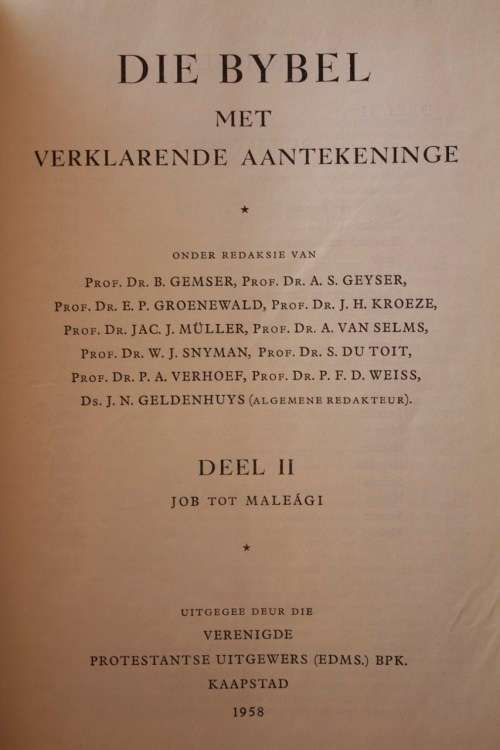 DIE BYBEL
MET
VERKLARENDE AANTEKENINGE
★
ONDER REDAKSIE VAN
PROF. DR. B. GEMSER, PROF. DR. A. S. GEYSER,
PROF. DR. E. P. GROENEWALD, PROF. DR. J. H. KROEZE,
PROF. DR. JAC. J. MÜLLER, PROF. DR. A. VAN SELMS,
PROF. DR. W. J. SNYMAN, PROF. DR. S. DU TOIT,
PROF. DR. P. A. VERHOEF, PROF. DR. P. F. D. WEISS,
DS. J. N. GELDENHUYS (ALGEMENE REDAKTEUR).
DEEL II
JOB TOT MALEÁGI
★
UITGEGEE DEUR DIE
VERENIGDE
PROTESTANTSE UITGEWERS (EDMS.) BPK.
KAAPSTAD
1958